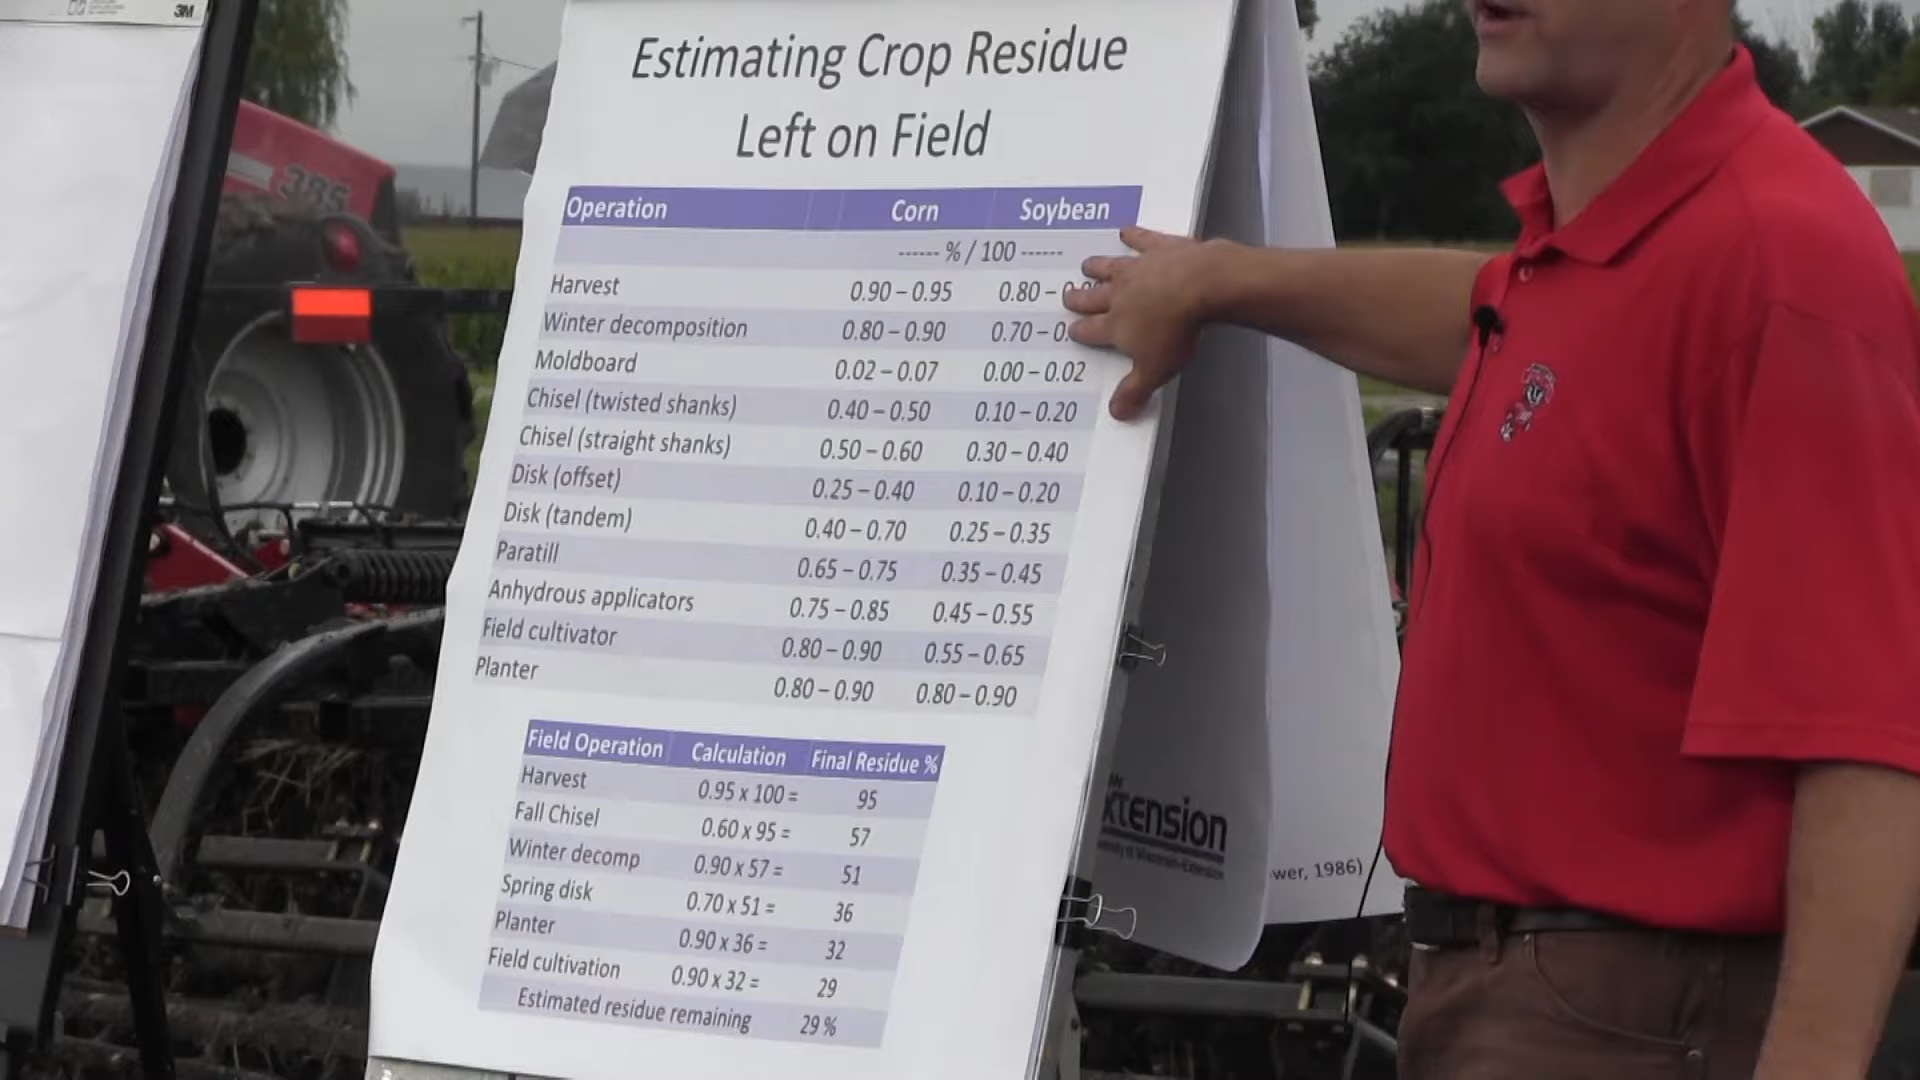 3M
385
Estimating Crop Residue
Left on Field
Operation Corn Soybean
------ % / 100 ------
Harvest 0.90 – 0.95 0.80 –
Winter decomposition 0.80 – 0.90 0.70 –
Moldboard 0.02 – 0.07 0.00 – 0.02
Chisel (twisted shanks) 0.40 – 0.50 0.10 – 0.20
Chisel (straight shanks) 0.50 – 0.60 0.30 – 0.40
Disk (offset) 0.25 – 0.40 0.10 – 0.20
Disk (tandem) 0.40 – 0.70 0.25 – 0.35
Paratill 0.65 – 0.75 0.35 – 0.45
Anhydrous applicators 0.75 – 0.85 0.45 – 0.55
Field cultivator 0.80 – 0.90 0.55 – 0.65
Planter 0.80 – 0.90 0.80 – 0.90
Field Operation Calculation Final Residue %
Harvest 0.95 x 100 = 95
Fall Chisel 0.60 x 95 = 57
Winter decomp 0.90 x 57 = 51
Spring disk 0.70 x 51 = 36
Planter 0.90 x 36 = 32
Field cultivation 0.90 x 32 = 29
Estimated residue remaining 29 %
xtension
of Wisconsin-Extension
wer, 1986)